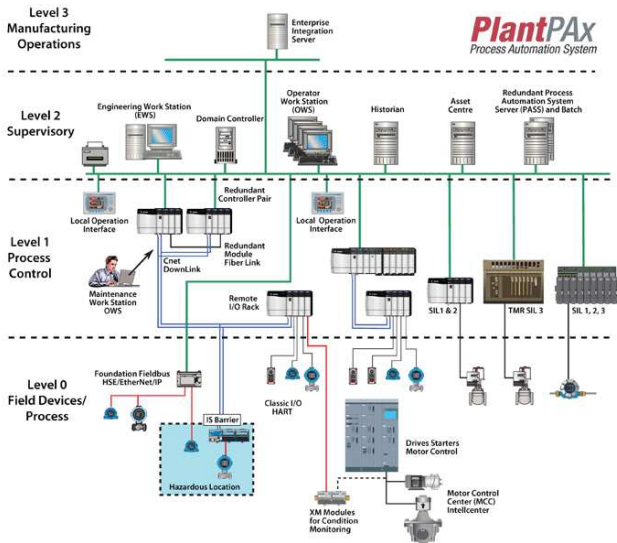 Level 3
Manufacturing
Operations
Enterprise
Integration
Server
PlantPAx
Process Automation System
Level 2
Supervisory
Engineering Work Station
(EWS)
Domain Controller
Operator
Work Station
(OWS)
Historian
Asset
Centre
Redundant Process
Automation System
Server (PASS) and Batch
Level 1
Process
Control
Local Operation
Interface
Redundant
Controller Pair
Redundant
Module
Fiber Link
Cnet
DownLink
Maintenance
Work Station
OWS
Local Operation
Interface
Remote
I/O Rack
SIL1 & 2
TMR SIL 3
SIL 1, 2, 3
Level 0
Field Devices/
Process
Foundation Fieldbus
HSE/EtherNet/IP
IS Barrier
Hazardous Location
Classic I/O
HART
Drives Starters
Motor Control
XM Modules
for Condition
Monitoring
Motor Control
Center (MCC)
Intellcenter